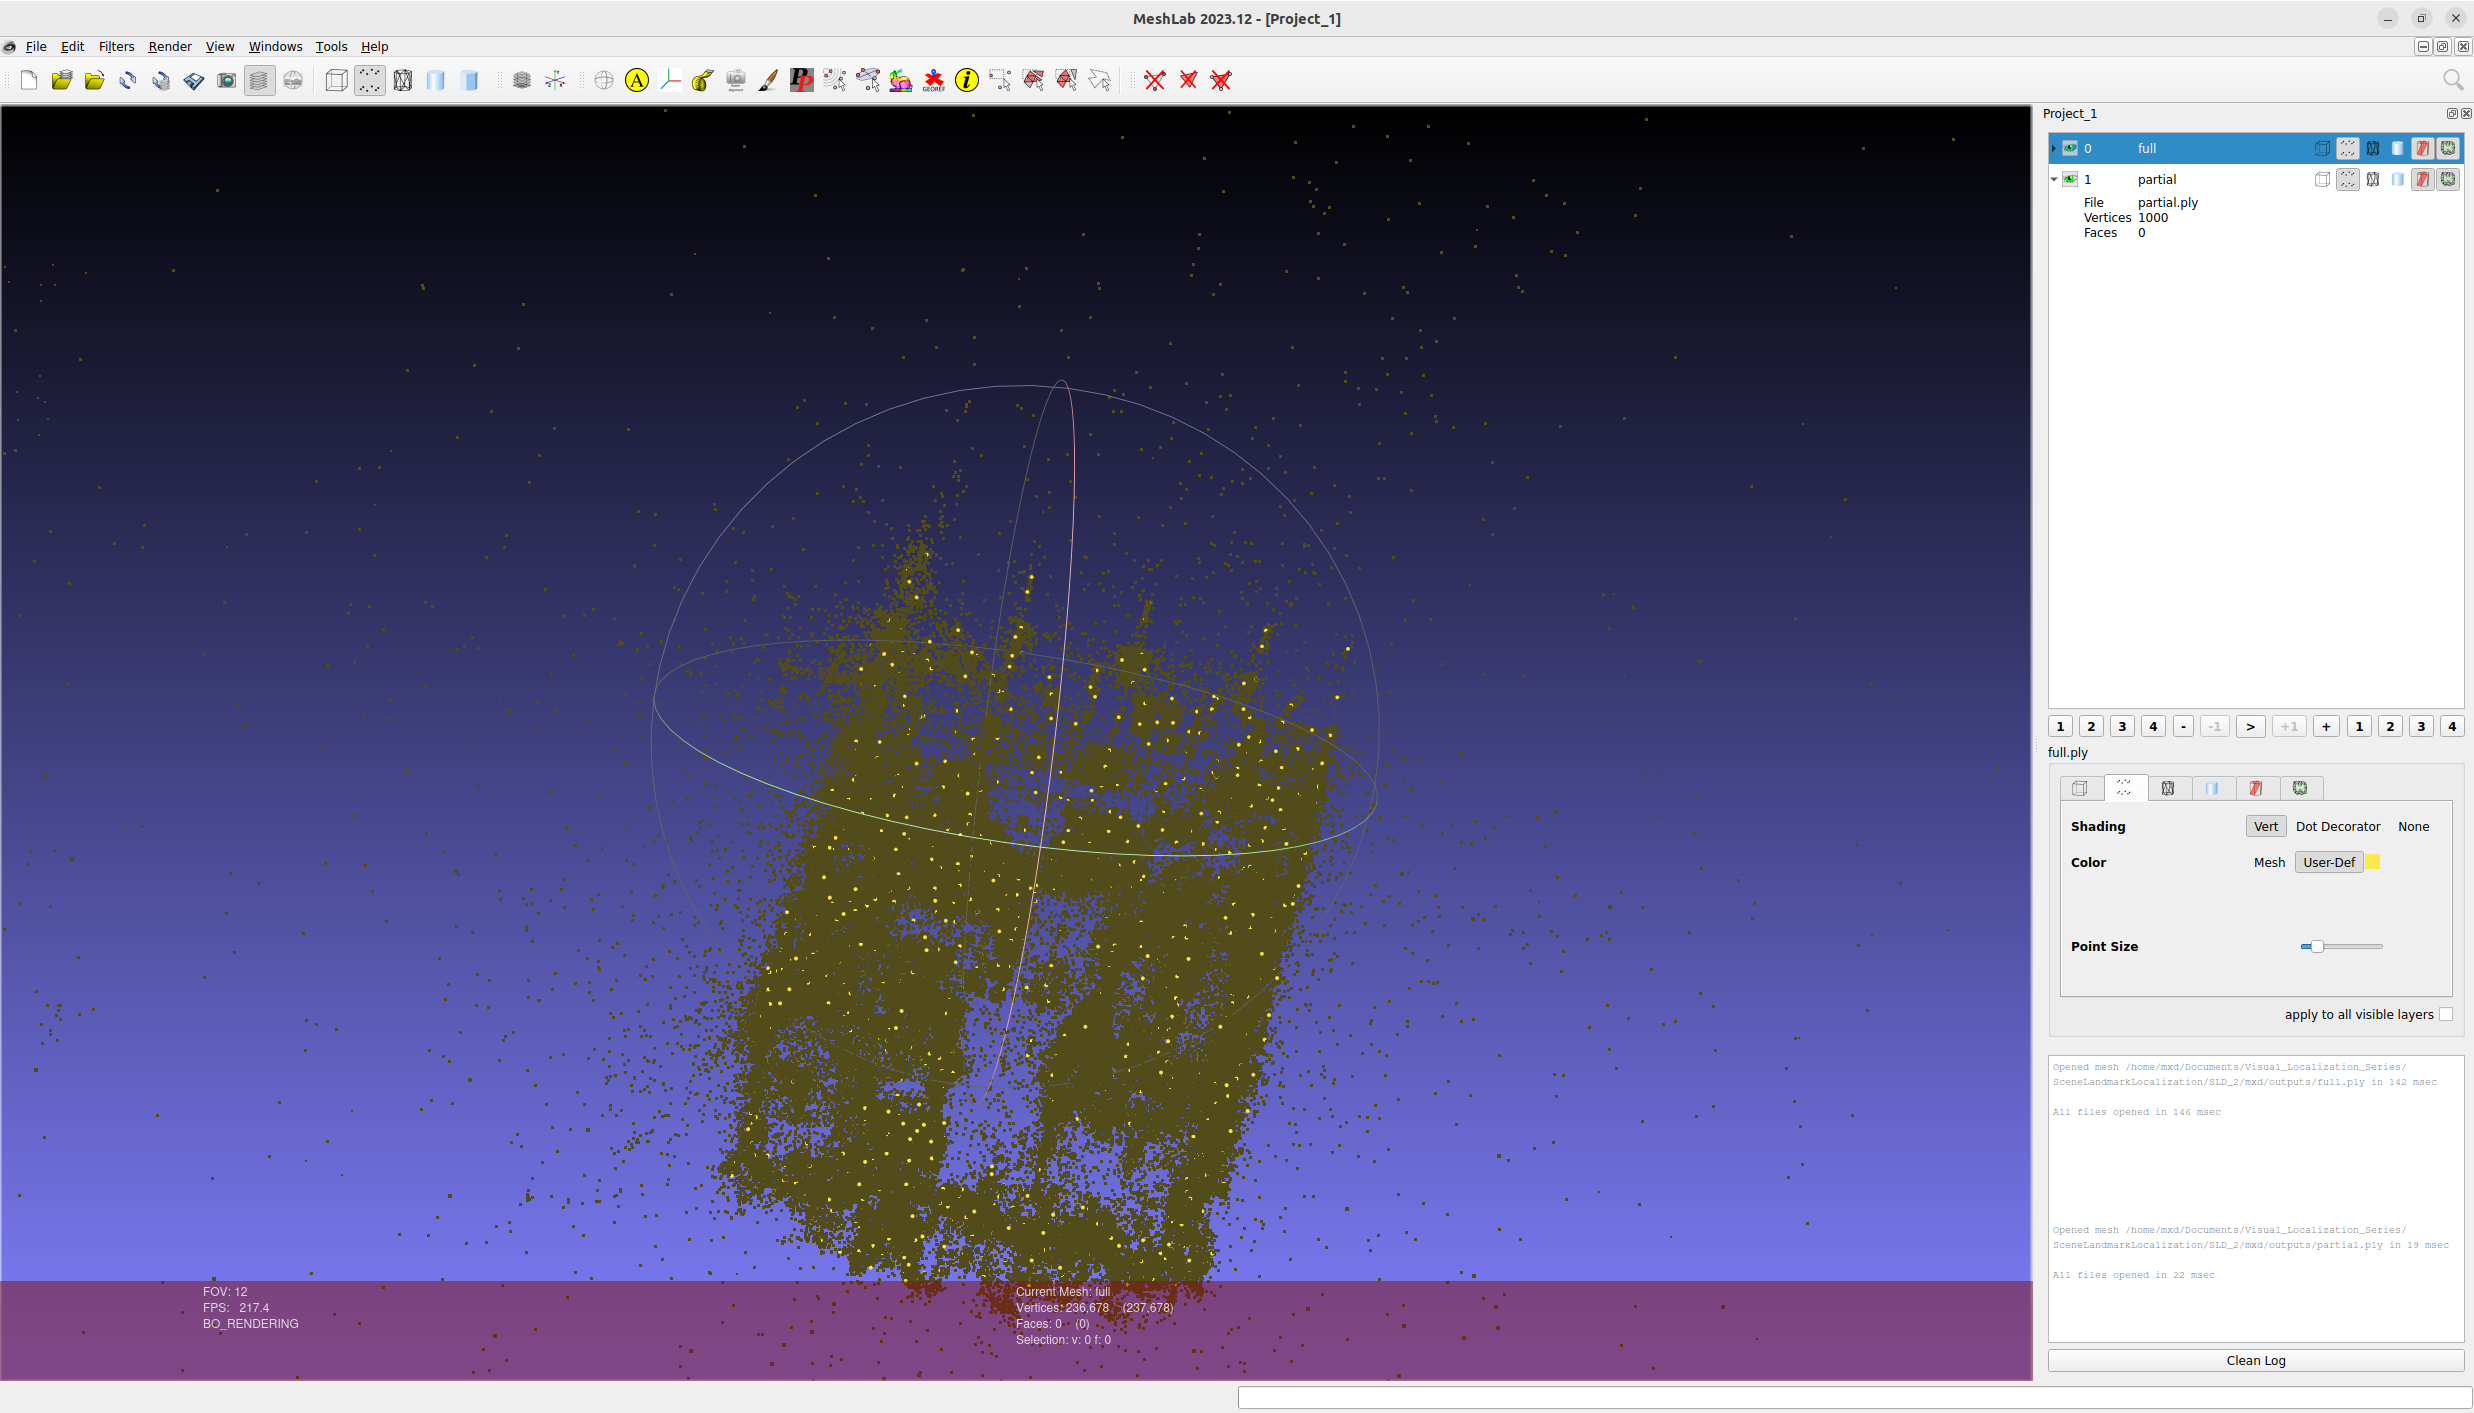 MeshLab 2023.12 - [Project_1]
File Edit Filters Render View Windows Tools Help
A
PP
GEOREF
i
Project_1
0 full
1 partial
File partial.ply
Vertices 1000
Faces 0
1 2 3 4 - -1 > +1 + 1 2 3 4
full.ply
Shading Vert Dot Decorator None
Color Mesh User-Def
Point Size
apply to all visible layers
Opened mesh /home/mxd/Documents/Visual_Localization_Series/
SceneLandmarkLocalization/SLD_2/mxd/outputs/full.ply in 142 msec
All files opened in 146 msec
Opened mesh /home/mxd/Documents/Visual_Localization_Series/
SceneLandmarkLocalization/SLD_2/mxd/outputs/partial.ply in 19 msec
All files opened in 22 msec
Clean Log
FOV: 12
FPS: 217.4
BO_RENDERING
Current Mesh: full
Vertices: 236,678 (237,678)
Faces: 0 (0)
Selection: v: 0 f: 0